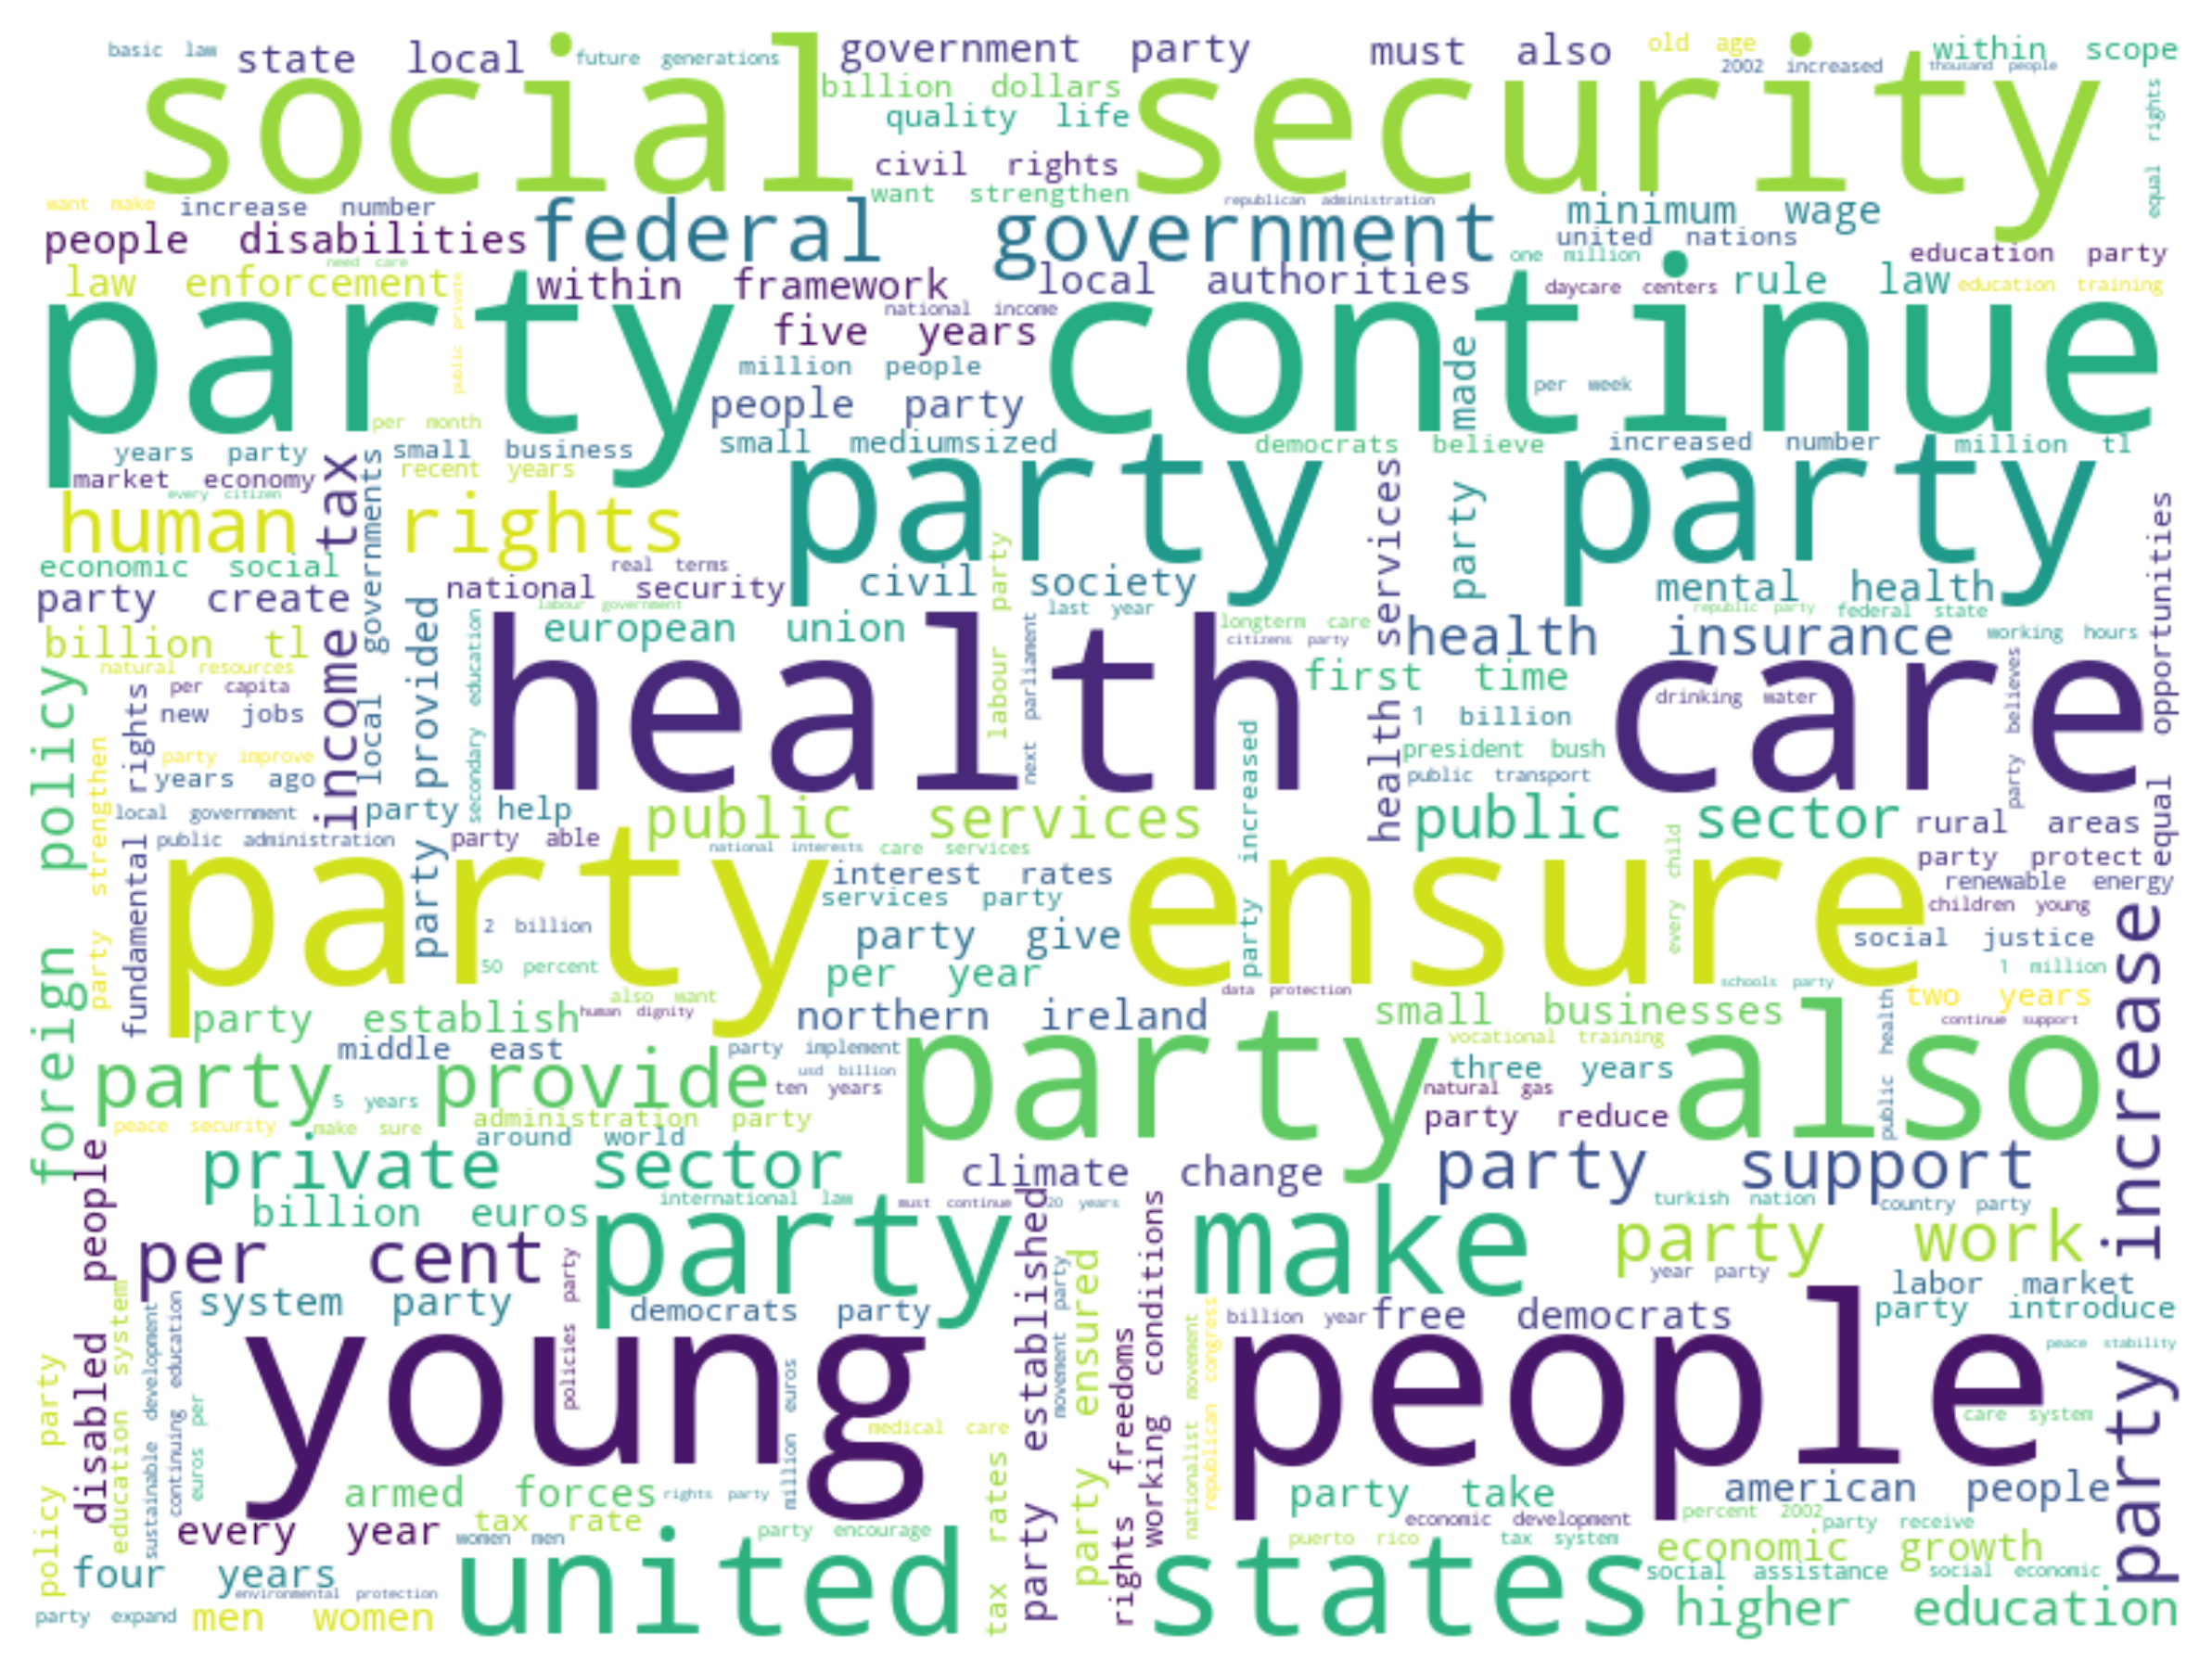 basic law
state local
future generations
government party
must also
old age
within scope
2002 increased
thousand people
social security
billion dollars
quality life
equal rights
civil rights
want strengthen
want make
increase number
republican administration
minimum wage
people disabilities
federal government
united nations
education party
need care
law enforcement
within framework
local authorities
one million
daycare centers
rule law
education training
public private
national income
party continue
five years
million people
per week
people party
party made
per month
years party
small business
small mediumsized
democrats believe
increased number
million tl
market economy
recent years
party party
every citizen
human rights
income tax
local governments
health services
equal opportunities
economic social
real terms
national security
civil society
mental health
party create
labour government
labour party
last year
republic party
federal state
european union
longterm care
citizens party
health insurance
working hours
billion tl
natural resources
party provided
secondary education
next parliament
first time
health care
drinking water
party believes
per capita
new jobs
fundamental rights
1 billion
president bush
public transport
foreign policy
party strengthen
party improve
years ago
local government
party help
public services
party increased
public sector
rural areas
public administration
party able
national interests
care services
every child
party protect
interest rates
renewable energy
party ensure
services party
children young
2 billion
party give
social justice
50 percent
per year
1 million
also want
data protection
schools party
two years
party establish
human dignity
northern ireland
small businesses
continue support
middle east
party implement
vocational training
public health
party increase
party provide
usd billion
ten years
party also
three years
natural gas
5 years
administration party
party reduce
peace security
make sure
around world
private sector
climate change
party support
disabled people
international law
must continue
20 years
turkish nation
country party
billion euros
party make
party work
per cent
party established
working conditions
year party
labor market
policies party
movement party
party ensured
system party
democrats party
billion year
free democrats
party introduce
education system
sustainable development
continuing education
nationalist movement
republican congress
rights freedoms
peace stability
young people
policy party
euros per
million euros
medical care
care system
tax rates
armed forces
rights party
party take
american people
every year
tax rate
economic development
percent 2002
party receive
women men
party encourage
puerto rico
tax system
economic growth
four years
united states
social assistance
social economic
environmental protection
party expand
men women
higher education